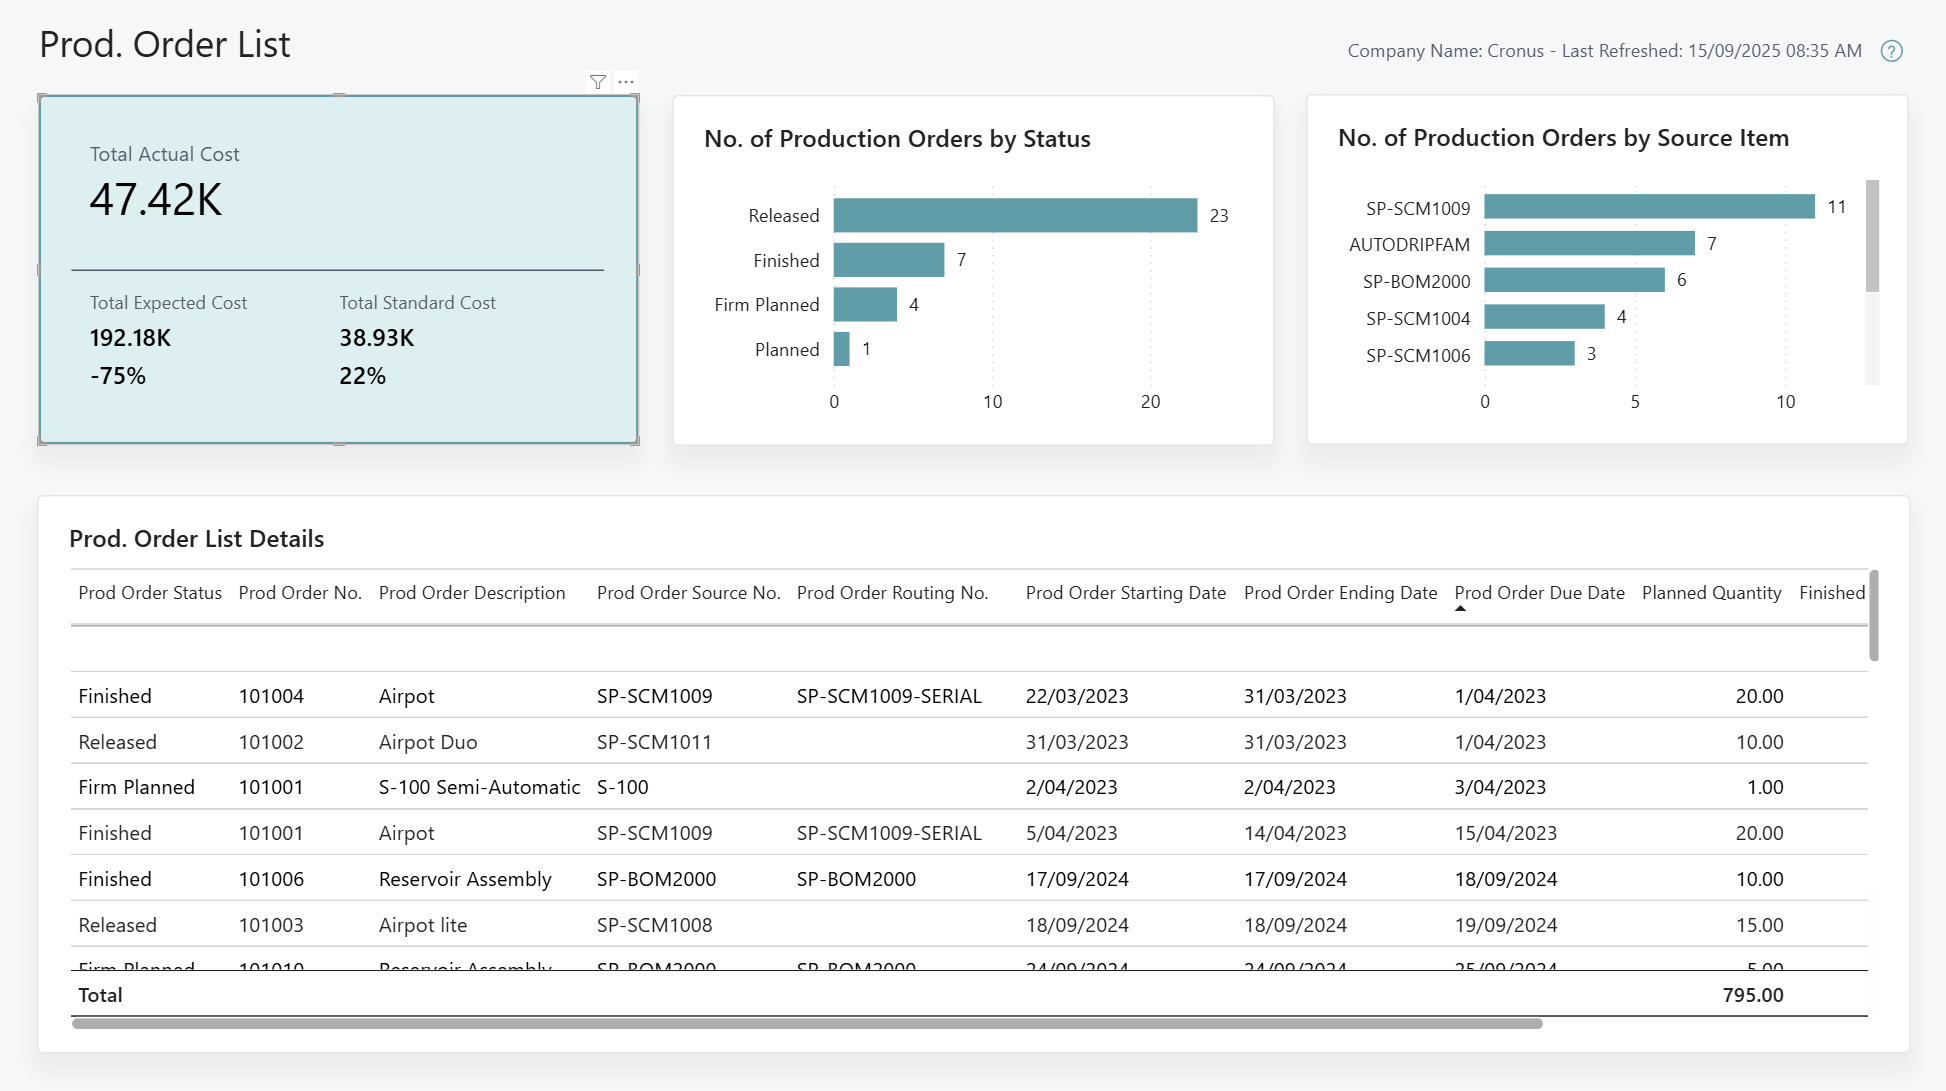 Prod. Order List
Company Name: Cronus - Last Refreshed: 15/09/2025 08:35 AM ?
Total Actual Cost
47.42K
Total Expected Cost Total Standard Cost
192.18K 38.93K
-75% 22%
No. of Production Orders by Status
Released 23
Finished 7
Firm Planned 4
Planned 1
0 10 20
No. of Production Orders by Source Item
SP-SCM1009 11
AUTODRIPFAM 7
SP-BOM2000 6
SP-SCM1004 4
SP-SCM1006 3
0 5 10
Prod. Order List Details
Prod Order Status Prod Order No. Prod Order Description Prod Order Source No. Prod Order Routing No. Prod Order Starting Date Prod Order Ending Date Prod Order Due Date Planned Quantity Finished
Finished 101004 Airpot SP-SCM1009 SP-SCM1009-SERIAL 22/03/2023 31/03/2023 1/04/2023 20.00
Released 101002 Airpot Duo SP-SCM1011 31/03/2023 31/03/2023 1/04/2023 10.00
Firm Planned 101001 S-100 Semi-Automatic S-100 2/04/2023 2/04/2023 3/04/2023 1.00
Finished 101001 Airpot SP-SCM1009 SP-SCM1009-SERIAL 5/04/2023 14/04/2023 15/04/2023 20.00
Finished 101006 Reservoir Assembly SP-BOM2000 SP-BOM2000 17/09/2024 17/09/2024 18/09/2024 10.00
Released 101003 Airpot lite SP-SCM1008 18/09/2024 18/09/2024 19/09/2024 15.00
Firm Planned 101010 Reservoir Assembly SP-BOM2000 SP-BOM2000 24/09/2024 24/09/2024 25/09/2024 5.00
Total 795.00